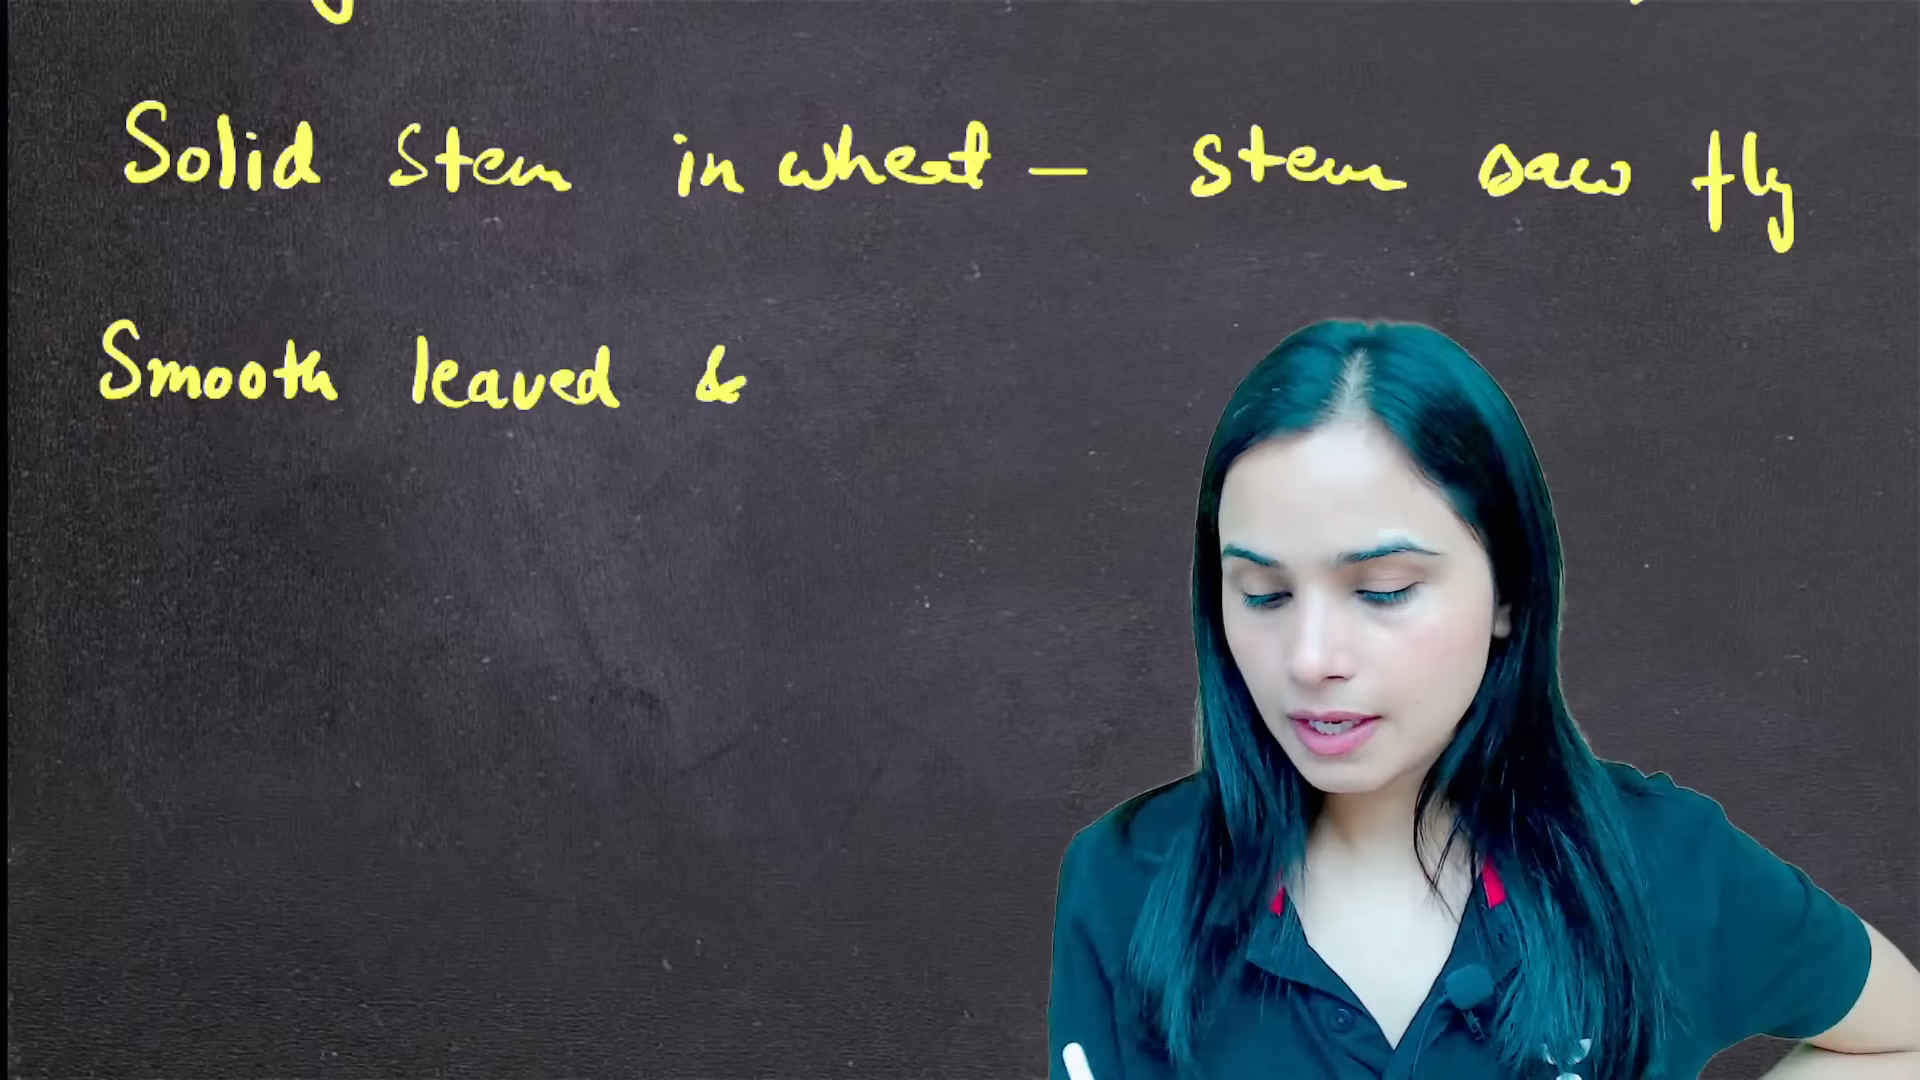 Solid stem in wheat — stem saw fly
Smooth leaved &